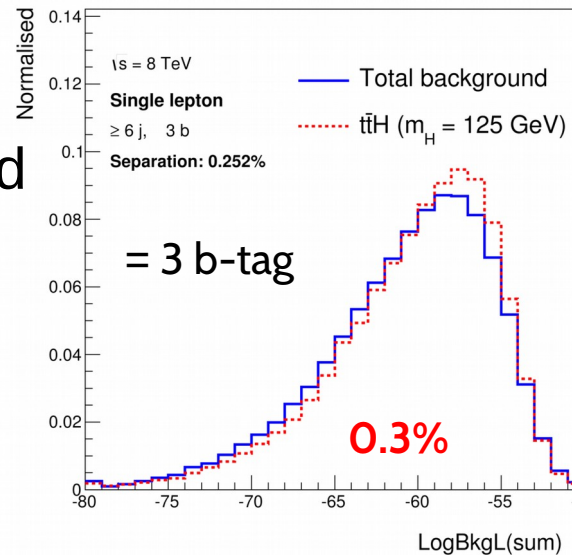 Normalised
0.14
0.12
0.1
0.08
0.06
0.04
0.02
0
√s = 8 TeV
Single lepton
≥ 6 j, 3 b
Separation: 0.252%
Total background
tt̄H (m_H = 125 GeV)
d
= 3 b-tag
0.3%
-80 -75 -70 -65 -60 -55
LogBkgL(sum)